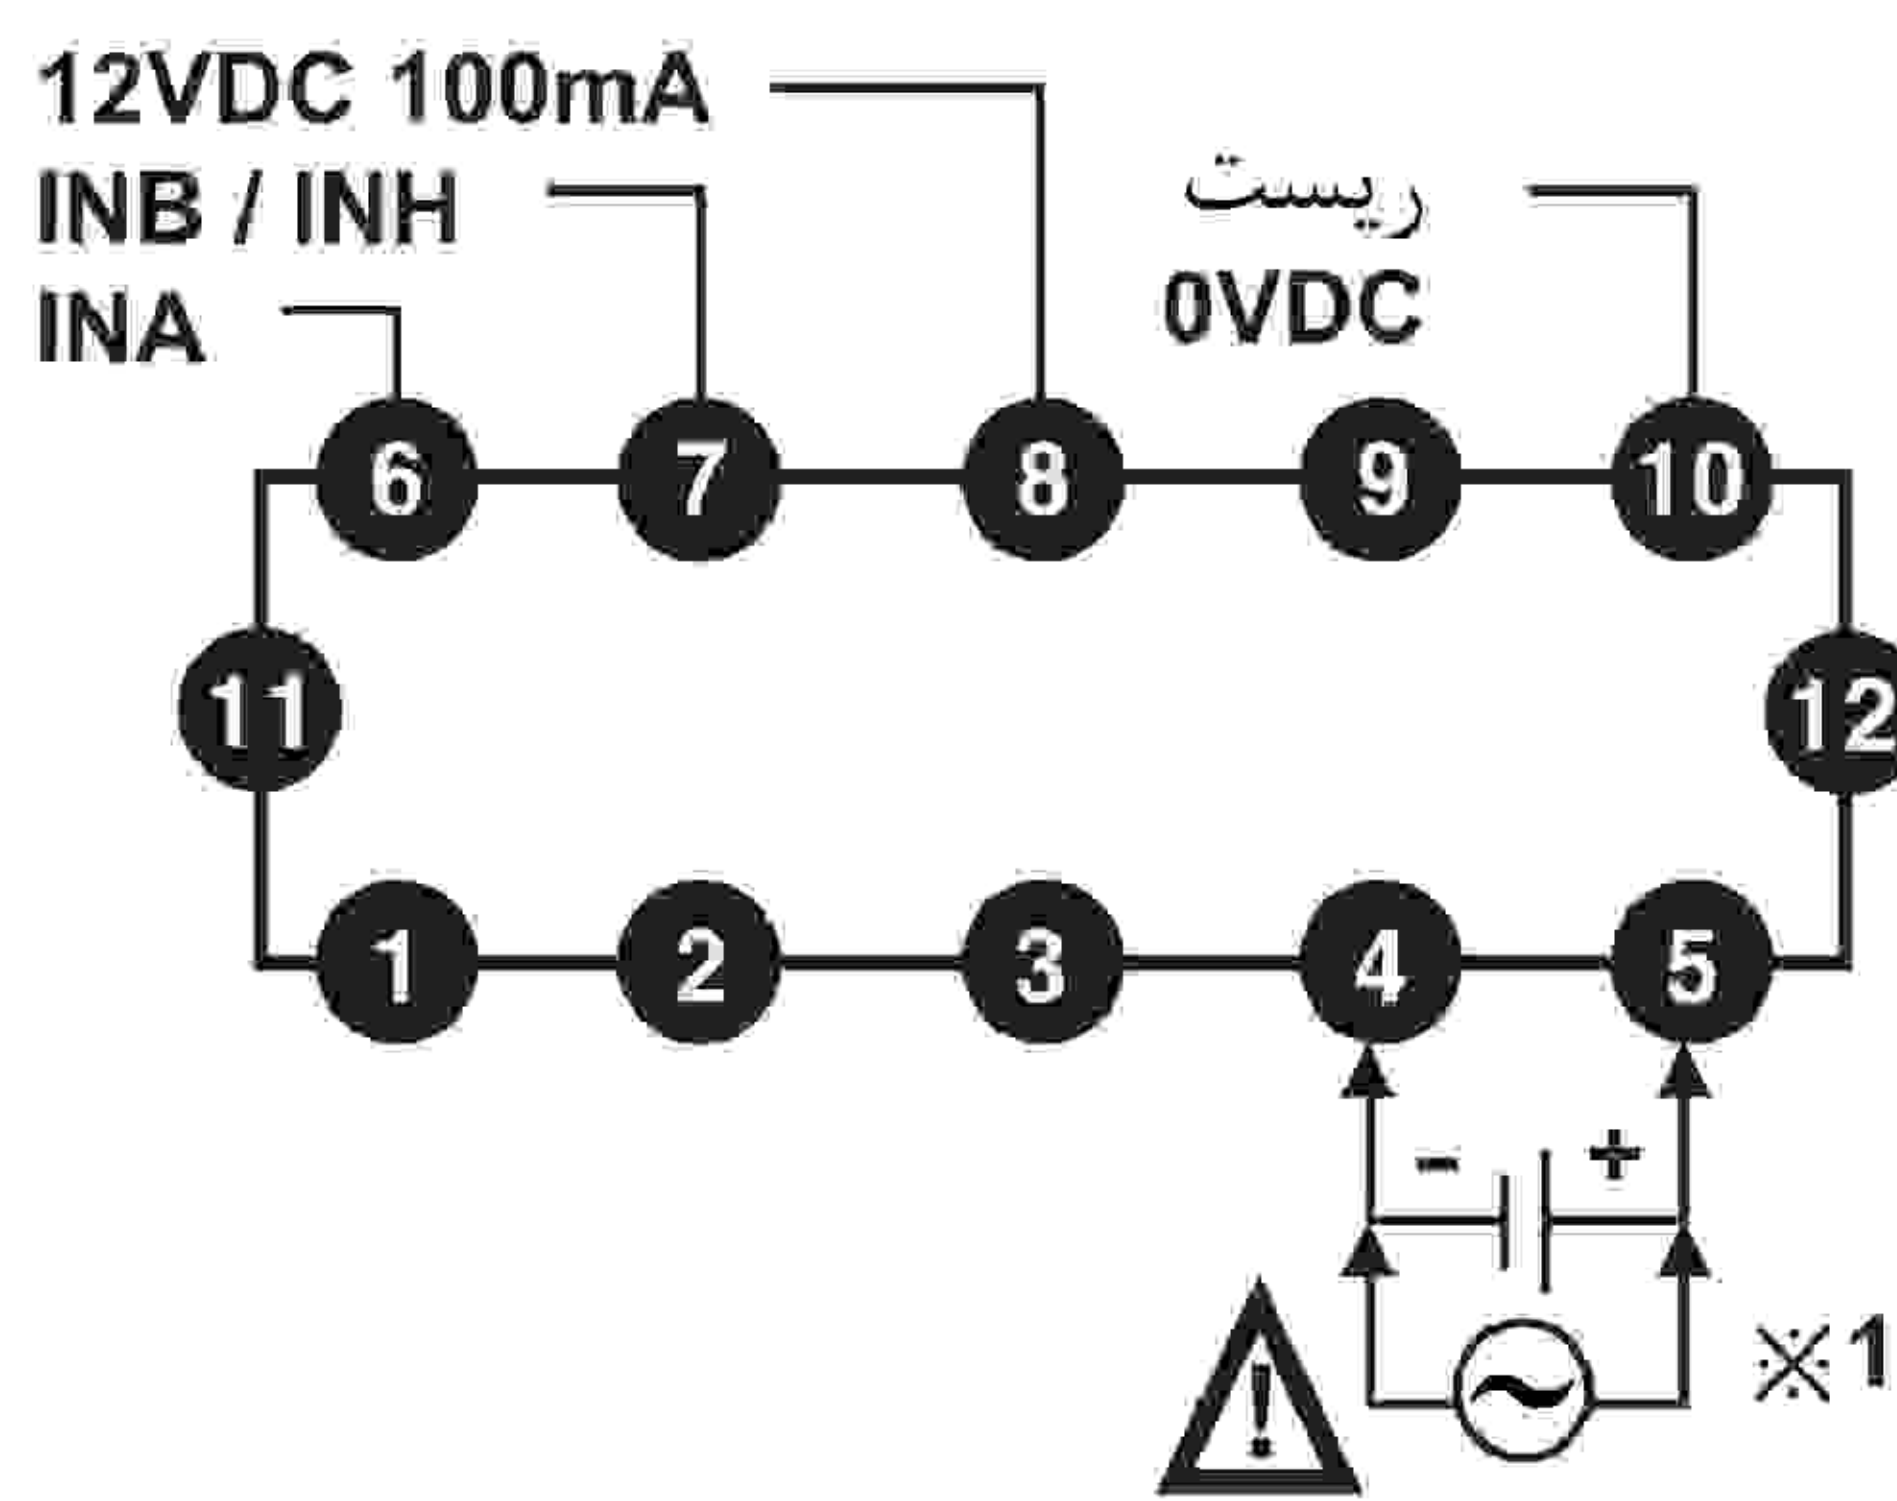 12VDC 100mA
INB / INH
INA
ریست
0VDC
6 7 8 9 10
11 12
1 2 3 4 5
- +
※1
!